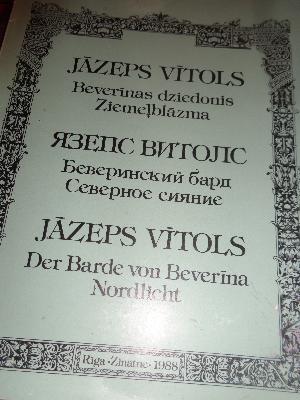 JĀZEPS VĪTOLS
Beverīnas dziedonis
Ziemeļblāzma
ЯЗЕПС ВИТОЛС
Беверинский бард
Северное сияние
JĀZEPS VĪTOLS
Der Barde von Beverīna
Nordlicht
Rīga «Zinātne» 1988